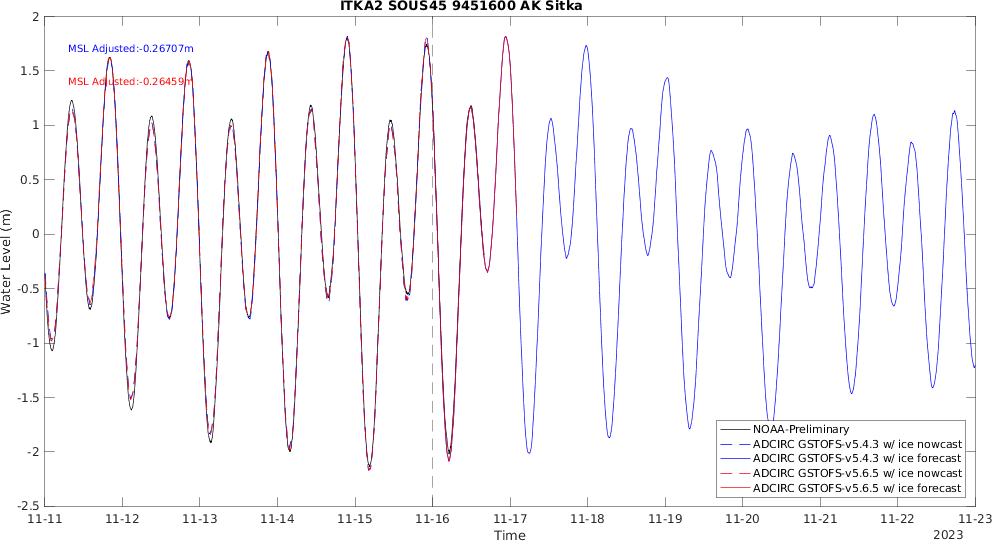 ITKA2 SOUS45 9451600 AK Sitka
MSL Adjusted:-0.26707m
MSL Adjusted:-0.26459m
Water Level (m)
2
1.5
1
0.5
0
-0.5
-1
-1.5
-2
-2.5
NOAA-Preliminary
ADCIRC GSTOFS-v5.4.3 w/ ice nowcast
ADCIRC GSTOFS-v5.4.3 w/ ice forecast
ADCIRC GSTOFS-v5.6.5 w/ ice nowcast
ADCIRC GSTOFS-v5.6.5 w/ ice forecast
11-11 11-12 11-13 11-14 11-15 11-16 11-17 11-18 11-19 11-20 11-21 11-22 11-23
Time
2023